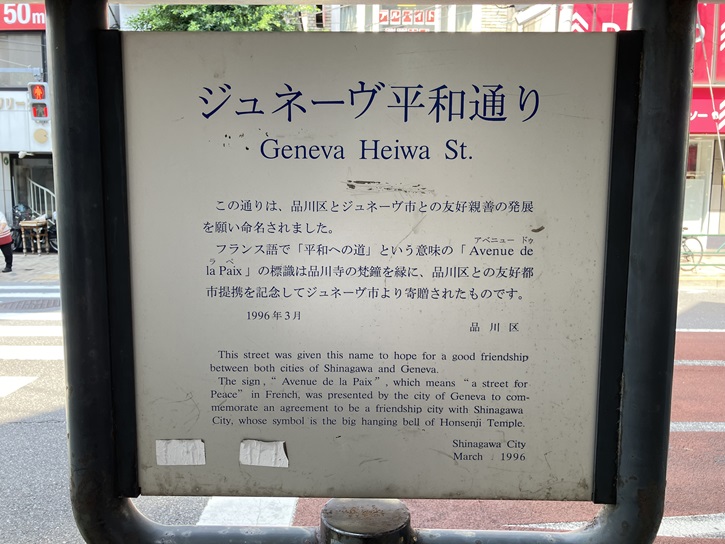 50m
アルバイト
ジュネーヴ平和通り
Geneva Heiwa St.
この通りは、品川区とジュネーヴ市との友好親善の発展
を願い命名されました。
アベニュー ドゥ
フランス語で「平和への道」という意味の「Avenue de
ラ ペ
la Paix」の標識は品川寺の梵鐘を縁に、品川区との友好都
市提携を記念してジュネーヴ市より寄贈されたものです。
1996年3月
品川区
This street was given this name to hope for a good friendship
between both cities of Shinagawa and Geneva.
The sign, “Avenue de la Paix”, which means “a street for
Peace” in French, was presented by the city of Geneva to com-
memorate an agreement to be a friendship city with Shinagawa
City, whose symbol is the big hanging bell of Honsenji Temple.
Shinagawa City
March 1996